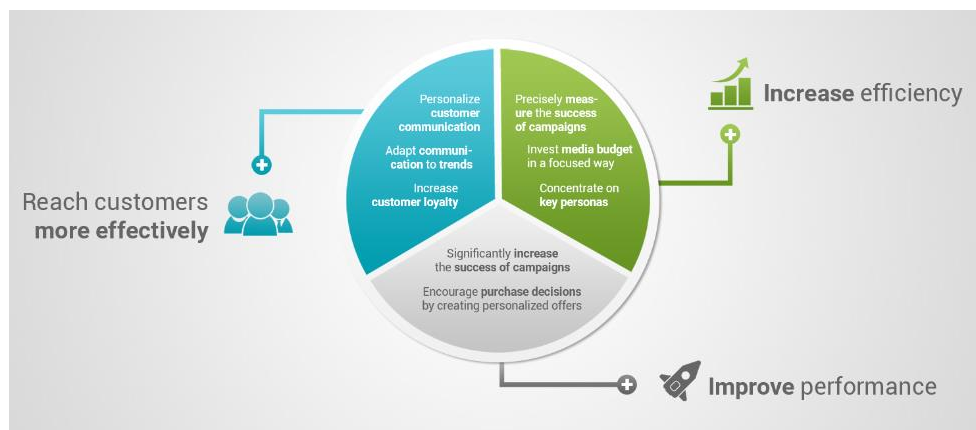 Personalize
customer
communication
Adapt communi-
cation to trends
Increase
customer loyalty
Precisely meas-
ure the success
of campaigns
Invest media budget
in a focused way
Concentrate on
key personas
Significantly increase
the success of campaigns
Encourage purchase decisions
by creating personalized offers
Reach customers
more effectively
Increase efficiency
Improve performance